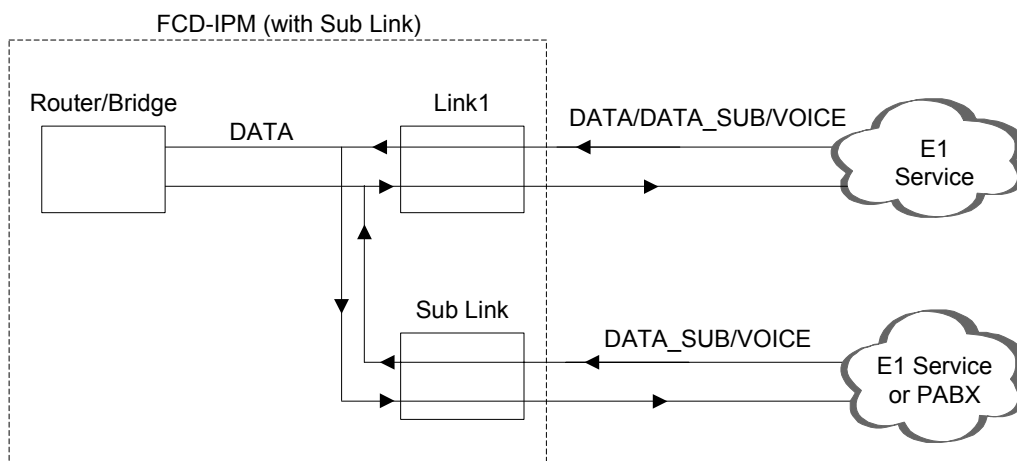 FCD-IPM (with Sub Link)
Router/Bridge
Link1
DATA
DATA/DATA_SUB/VOICE
E1
Service
Sub Link
DATA_SUB/VOICE
E1 Service
or PABX